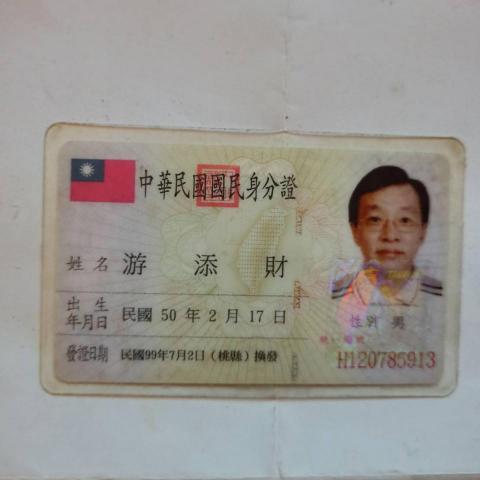 中華民國國民身分證
姓名 游添財
出生年月日 民國 50 年 2 月 17 日
性別 男
發證日期 民國99年7月2日（桃縣）換發
H120785913